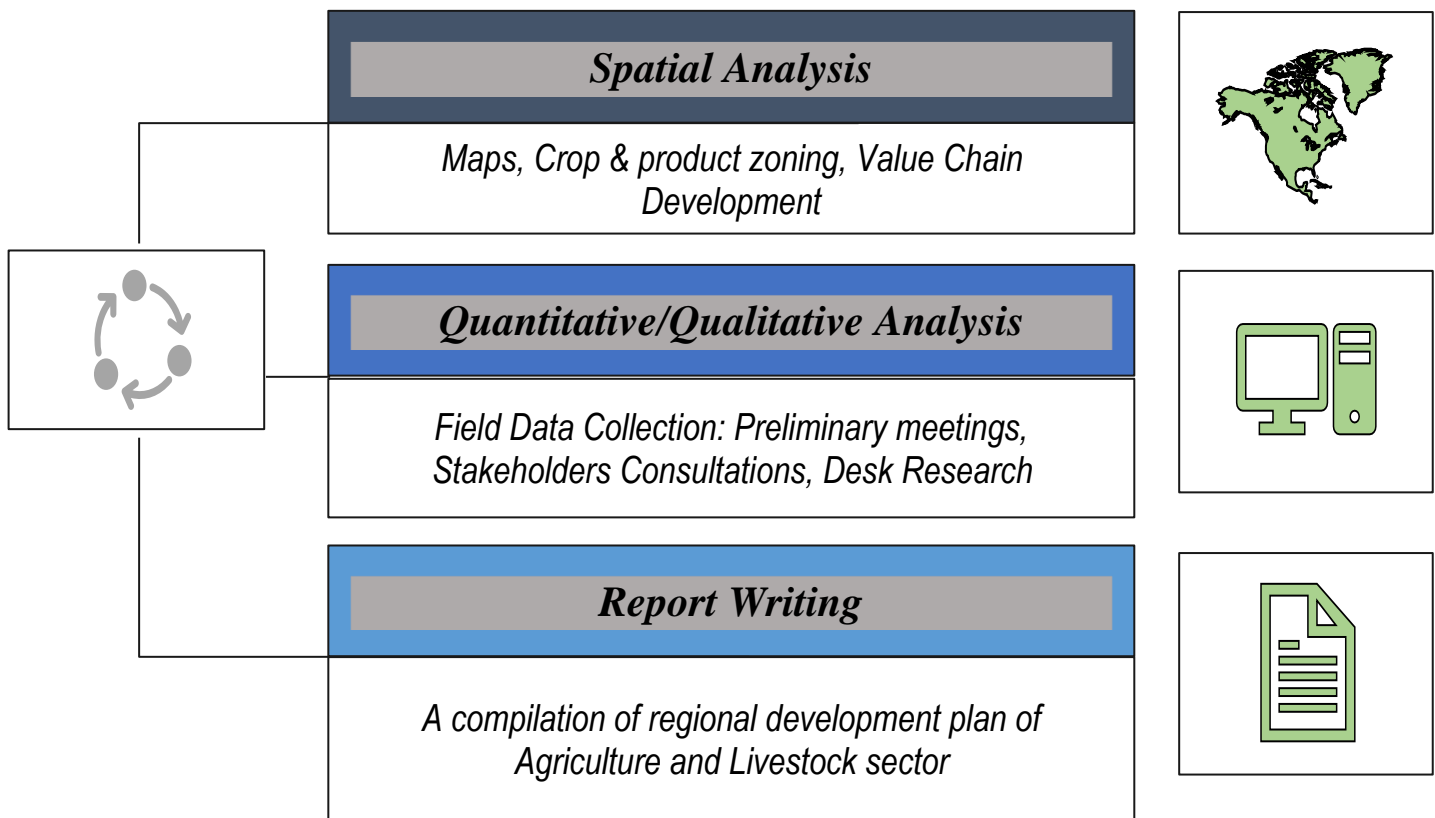 Spatial Analysis
Maps, Crop & product zoning, Value Chain
Development
Quantitative/Qualitative Analysis
Field Data Collection: Preliminary meetings,
Stakeholders Consultations, Desk Research
Report Writing
A compilation of regional development plan of
Agriculture and Livestock sector